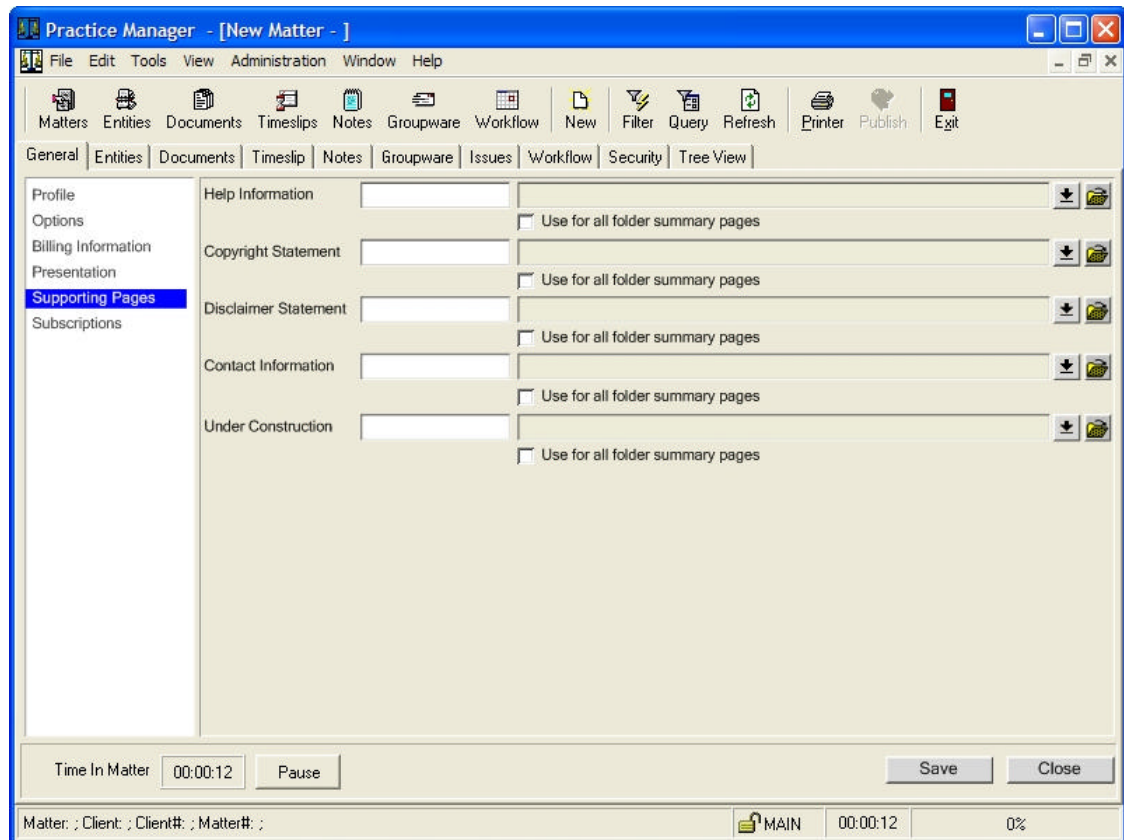 Practice Manager - [New Matter - ]
File Edit Tools View Administration Window Help
Matters Entities Documents Timeslips Notes Groupware Workflow New Filter Query Refresh Printer Publish Exit
General Entities Documents Timeslip Notes Groupware Issues Workflow Security Tree View
Profile
Options
Billing Information
Presentation
Supporting Pages
Subscriptions
Help Information
Use for all folder summary pages
Copyright Statement
Use for all folder summary pages
Disclaimer Statement
Use for all folder summary pages
Contact Information
Use for all folder summary pages
Under Construction
Use for all folder summary pages
Time In Matter 00:00:12 Pause Save Close
Matter: ; Client: ; Client#: ; Matter#: ; MAIN 00:00:12 0%